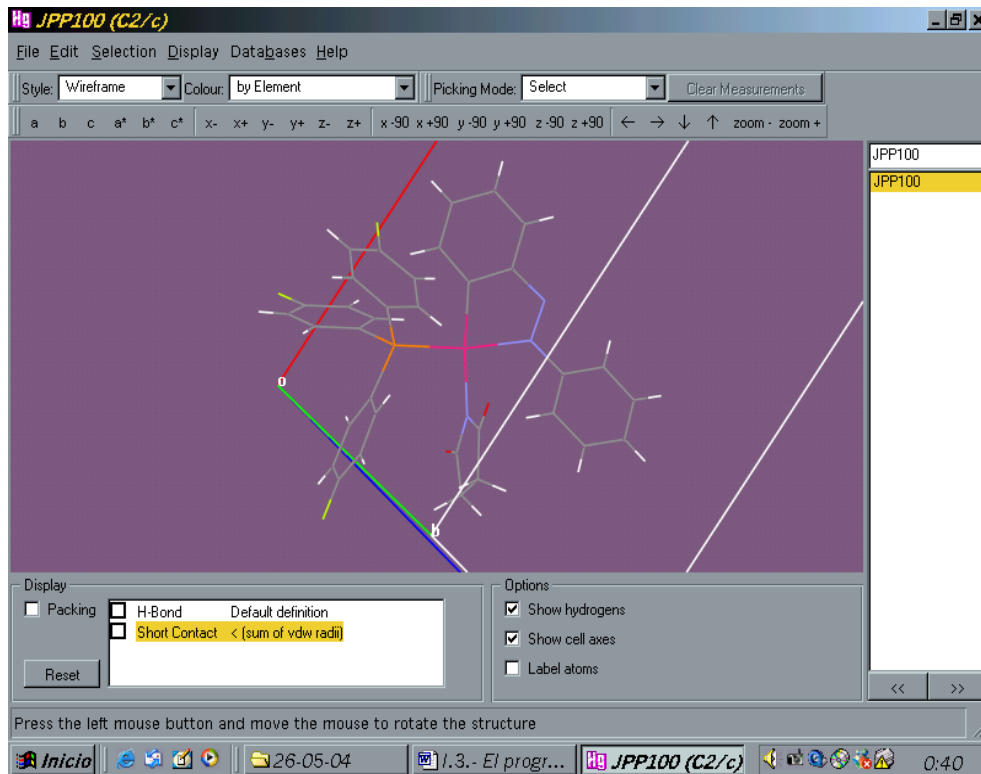 Hg JPP100 (C2/c)
File Edit Selection Display Databases Help
Style: Wireframe Colour: by Element Picking Mode: Select Clear Measurements
a b c a* b* c* x- x+ y- y+ z- z+ x -90 x +90 y -90 y +90 z -90 z +90 ← → ↓ ↑ zoom - zoom +
JPP100
JPP100
o
b
Display
Packing
H-Bond Default definition
Short Contact < (sum of vdw radii)
Reset
Options
Show hydrogens
Show cell axes
Label atoms
<< >>
Press the left mouse button and move the mouse to rotate the structure
Inicio 26-05-04 I.3.- El progr... Hg JPP100 (C2/c) 0:40